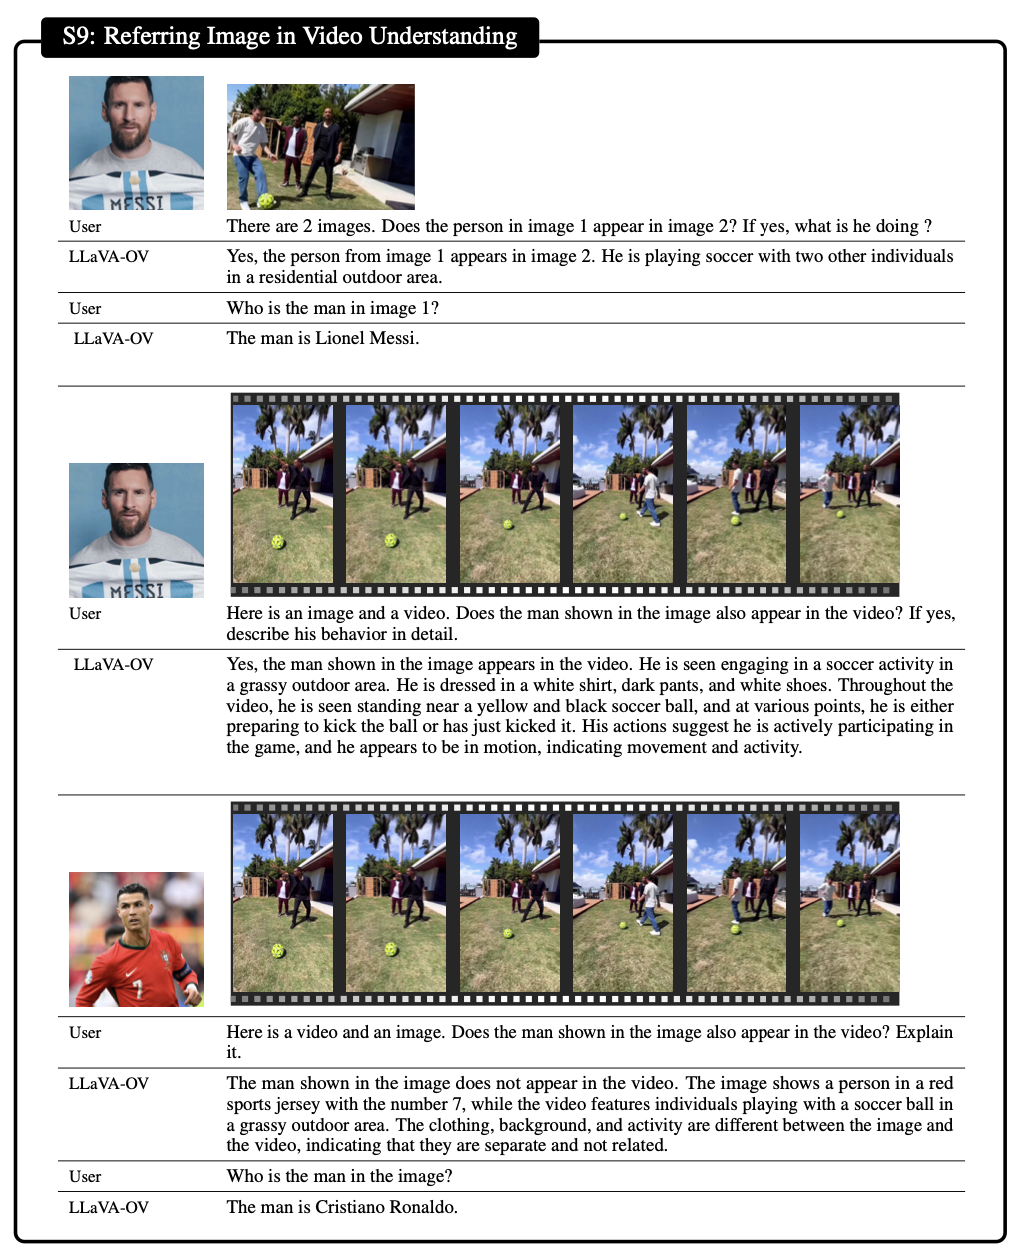 S9: Referring Image in Video Understanding
MESSI
User
There are 2 images. Does the person in image 1 appear in image 2? If yes, what is he doing ?
LLaVA-OV
Yes, the person from image 1 appears in image 2. He is playing soccer with two other individuals
in a residential outdoor area.
User
Who is the man in image 1?
LLaVA-OV
The man is Lionel Messi.
MESSI
User
Here is an image and a video. Does the man shown in the image also appear in the video? If yes,
describe his behavior in detail.
LLaVA-OV
Yes, the man shown in the image appears in the video. He is seen engaging in a soccer activity in
a grassy outdoor area. He is dressed in a white shirt, dark pants, and white shoes. Throughout the
video, he is seen standing near a yellow and black soccer ball, and at various points, he is either
preparing to kick the ball or has just kicked it. His actions suggest he is actively participating in
the game, and he appears to be in motion, indicating movement and activity.
7
User
Here is a video and an image. Does the man shown in the image also appear in the video? Explain
it.
LLaVA-OV
The man shown in the image does not appear in the video. The image shows a person in a red
sports jersey with the number 7, while the video features individuals playing with a soccer ball in
a grassy outdoor area. The clothing, background, and activity are different between the image and
the video, indicating that they are separate and not related.
User
Who is the man in the image?
LLaVA-OV
The man is Cristiano Ronaldo.